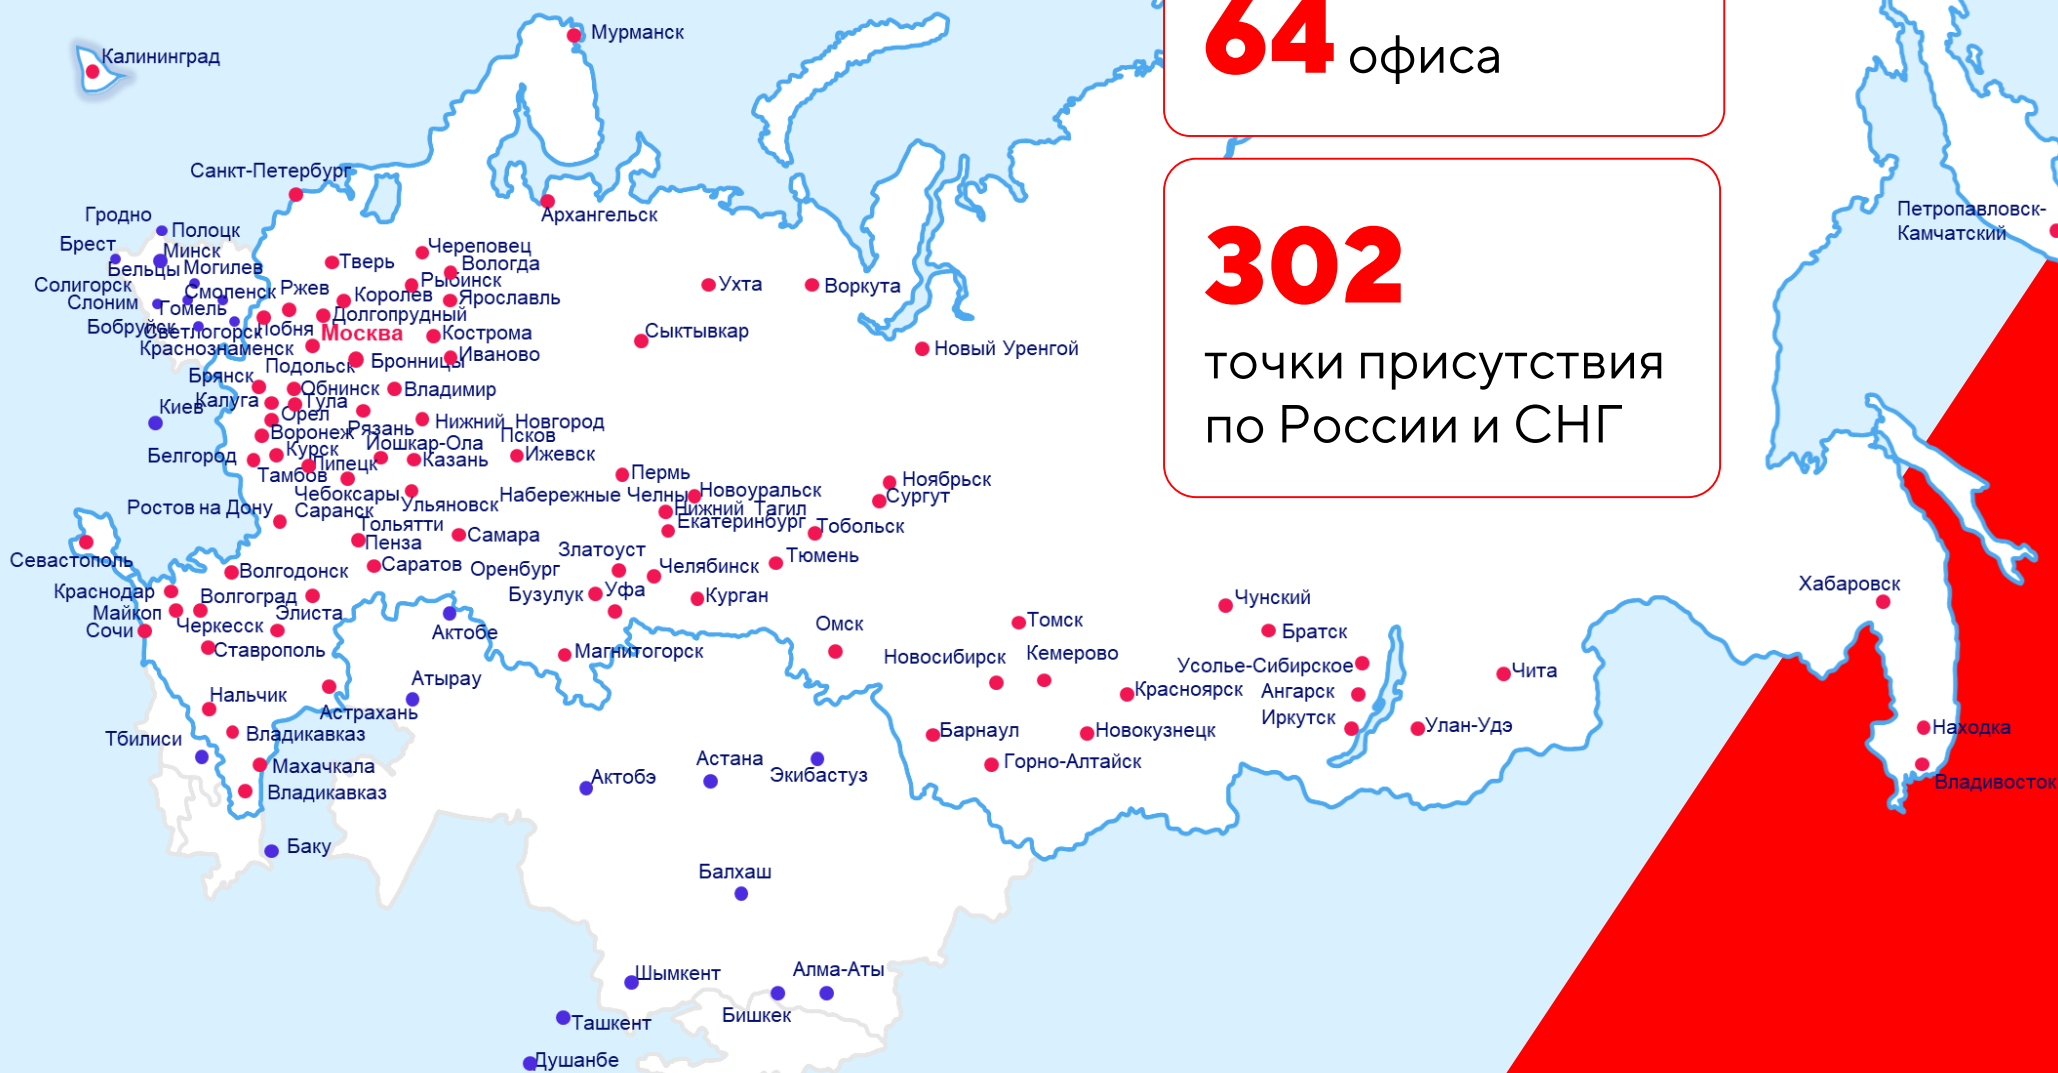 Мурманск
Калининград
64 офиса
Санкт-Петербург
Архангельск
Гродно
Полоцк
Брест
Минск
Бельцы
Могилев
Солигорск
Слоним
Гомель
Смоленск
Бобруйск
Светлогорск
Лобня
Ржев
Тверь
Череповец
Вологда
Рыбинск
Королев
Ярославль
Долгопрудный
Москва
Кострома
Краснознаменск
Бронницы
Иваново
Подольск
Брянск
Обнинск
Владимир
Калуга
Тула
Киев
Орел
Рязань
Нижний Новгород
Воронеж
Йошкар-Ола
Псков
Белгород
Курск
Липецк
Казань
Ижевск
Тамбов
Чебоксары
Ульяновск
Набережные Челны
Ростов на Дону
Саранск
Тольятти
Пенза
Самара
Саратов
Оренбург
Ухта
Воркута
Сыктывкар
Новый Уренгой
302
точки присутствия
по России и СНГ
Петропавловск-
Камчатский
Пермь
Новоуральск
Нижний Тагил
Екатеринбург
Ноябрьск
Сургут
Тобольск
Тюмень
Златоуст
Челябинск
Бузулук
Уфа
Курган
Севастополь
Волгодонск
Краснодар
Волгоград
Майкоп
Элиста
Сочи
Черкесск
Ставрополь
Актобе
Магнитогорск
Омск
Томск
Чунский
Братск
Хабаровск
Новосибирск
Кемерово
Усолье-Сибирское
Чита
Красноярск
Ангарск
Иркутск
Улан-Удэ
Барнаул
Новокузнецк
Горно-Алтайск
Находка
Владивосток
Атырау
Нальчик
Астрахань
Тбилиси
Владикавказ
Махачкала
Владикавказ
Актобэ
Астана
Экибастуз
Баку
Балхаш
Шымкент
Алма-Аты
Бишкек
Ташкент
Душанбе